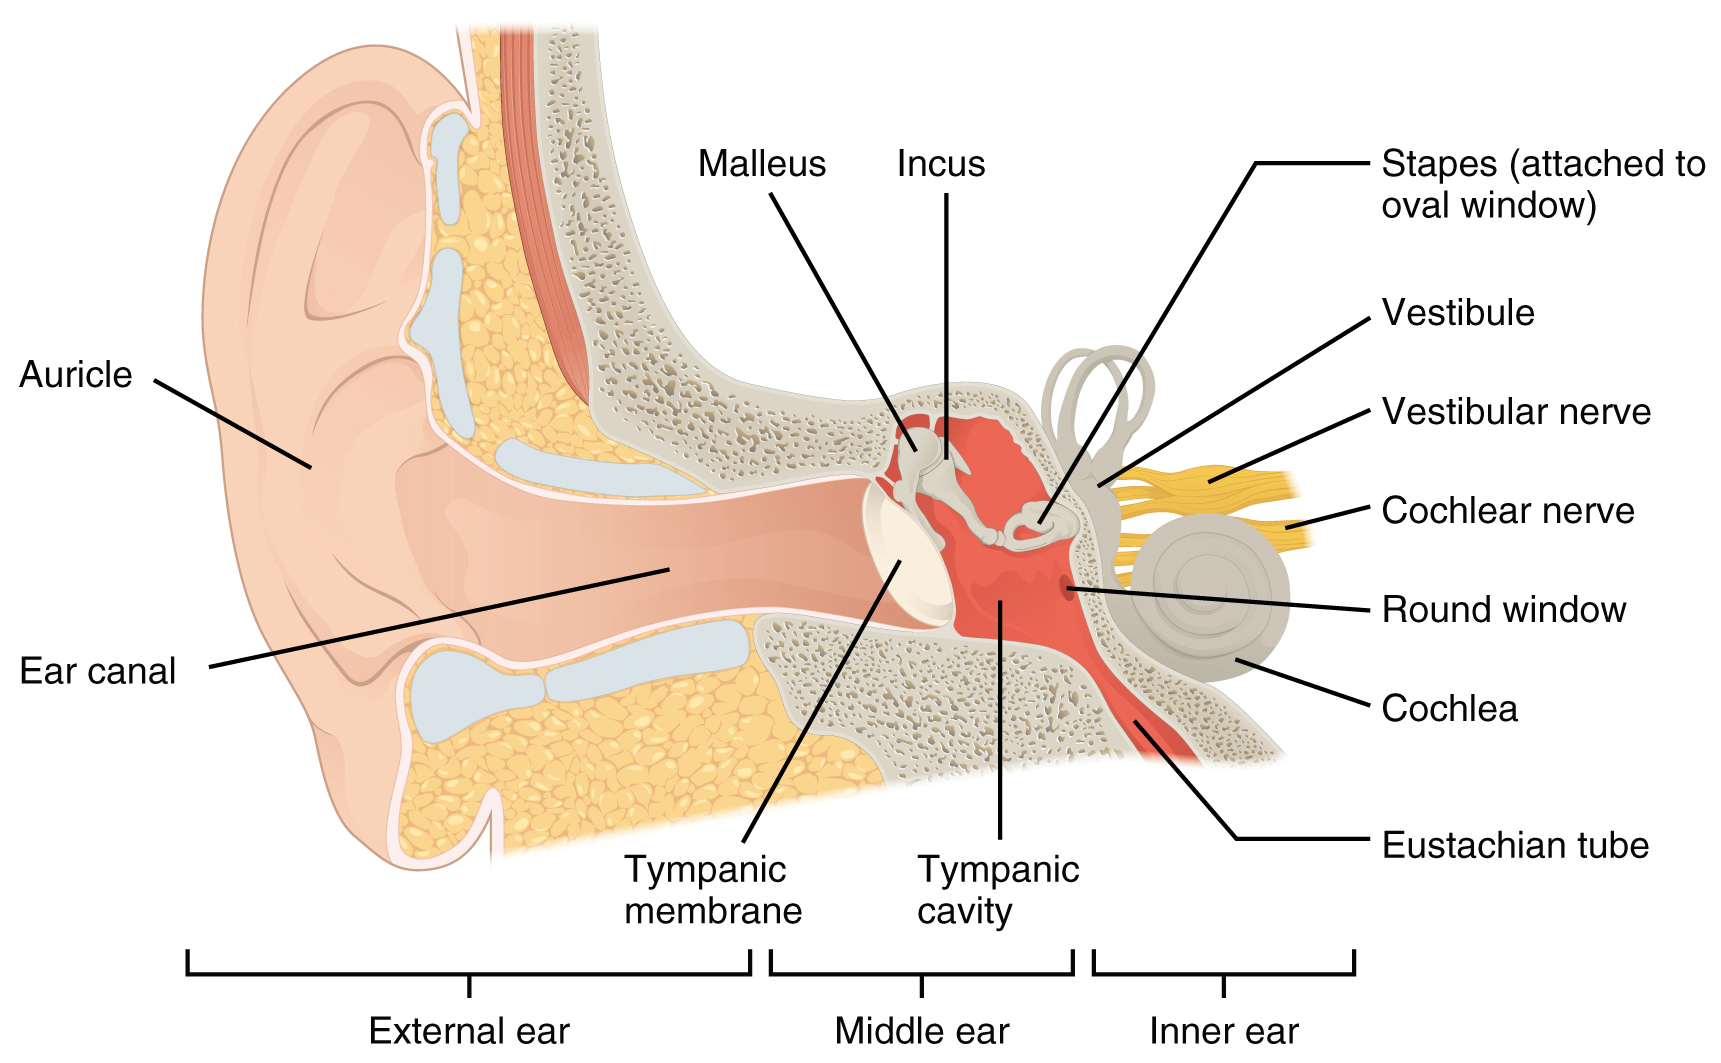 Malleus
Incus
Stapes (attached to
oval window)
Vestibule
Auricle
Vestibular nerve
Cochlear nerve
Round window
Ear canal
Cochlea
Eustachian tube
Tympanic
membrane
Tympanic
cavity
External ear
Middle ear
Inner ear